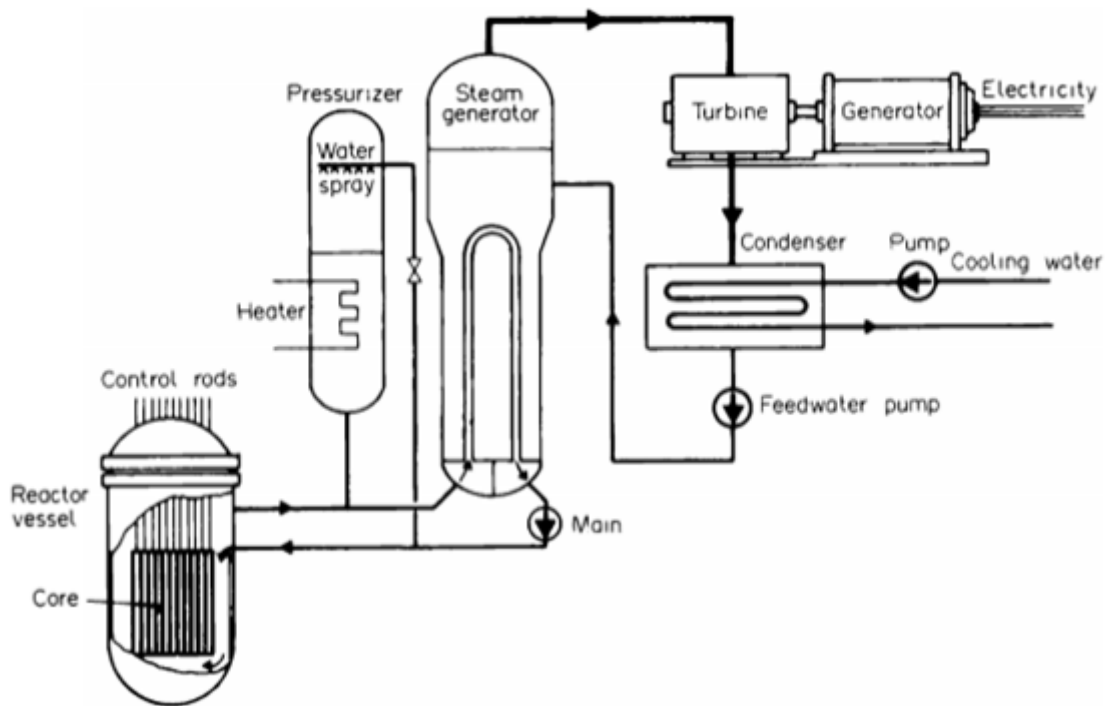 Pressurizer
Water
spray
Heater
Steam
generator
Turbine
Generator
Electricity
Condenser
Pump
Cooling water
Feedwater pump
Control rods
Reactor
vessel
Core
Main